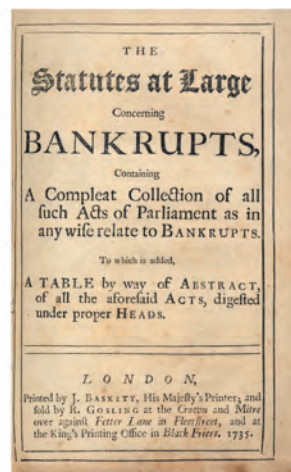 THE
Statutes at Large
Concerning
BANKRUPTS,
Containing
A Compleat Collection of all
such Acts of Parliament as in
any wise relate to BANKRUPTS.
To which is added,
A TABLE by way of ABSTRACT,
of all the aforesaid ACTS, digested
under proper HEADS.
LONDON,
Printed by J. BASKETT, His Majesty's Printer; and
sold by R. GOSLING at the Crown and Mitre
over against Fetter Lane in Fleetstreet, and at
the King's Printing Office in Black Friers. 1735.